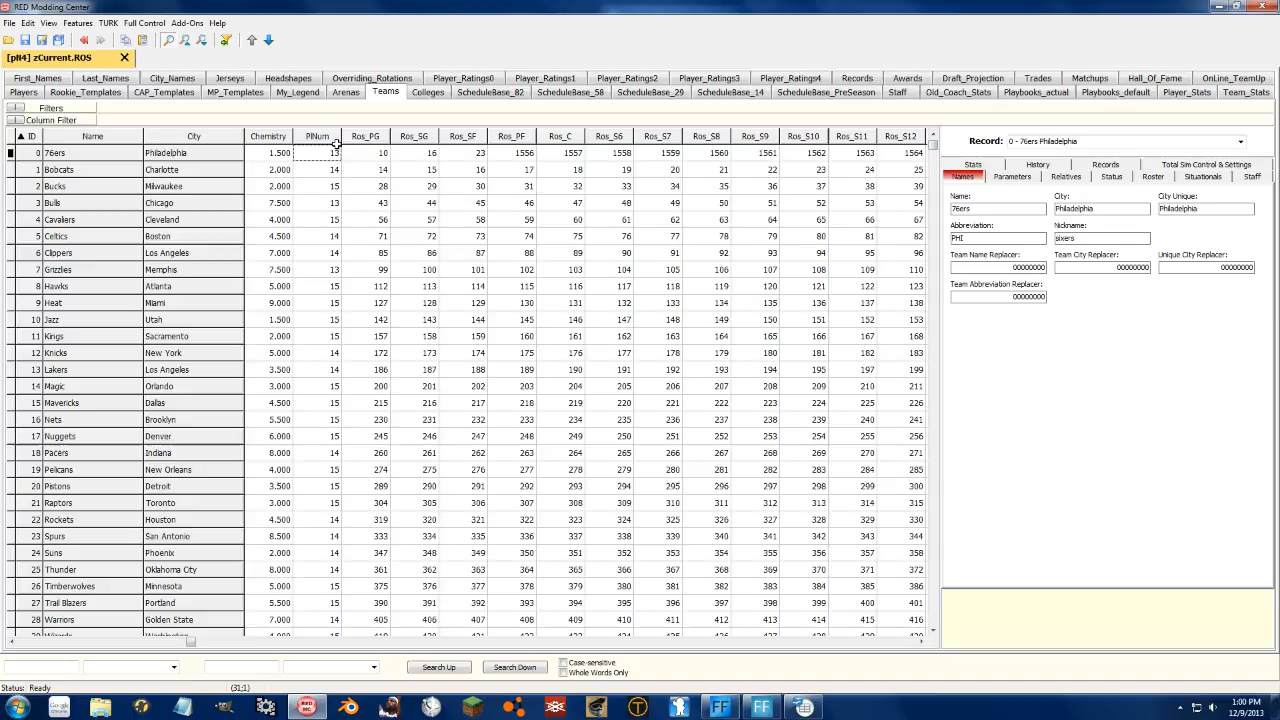 RED Modding Center
File Edit View Features TURK Full Control Add-Ons Help
[pN4] zCurrent.ROS
First_Names Last_Names City_Names Jerseys Headshapes Overriding_Rotations Player_Ratings0 Player_Ratings1 Player_Ratings2 Player_Ratings3 Player_Ratings4 Records Awards Draft_Projection Trades Matchups Hall_Of_Fame OnLine_TeamUp
Players Rookie_Templates CAP_Templates MP_Templates My_Legend Arenas Teams Colleges ScheduleBase_82 ScheduleBase_58 ScheduleBase_29 ScheduleBase_14 ScheduleBase_PreSeason Staff Old_Coach_Stats Playbooks_actual Playbooks_default Player_Stats Team_Stats
Filters
Column Filter
ID Name City Chemistry PlNum Ros_PG Ros_SG Ros_SF Ros_PF Ros_C Ros_S6 Ros_S7 Ros_S8 Ros_S9 Ros_S10 Ros_S11 Ros_S12
0 76ers Philadelphia 1.500 13 10 16 23 1556 1557 1558 1559 1560 1561 1562 1563 1564
1 Bobcats Charlotte 2.000 14 14 15 16 17 18 19 20 21 22 23 24 25
2 Bucks Milwaukee 2.000 15 28 29 30 31 32 33 34 35 36 37 38 39
3 Bulls Chicago 7.500 13 43 44 45 46 47 48 49 50 51 52 53 54
4 Cavaliers Cleveland 4.000 15 56 57 58 59 60 61 62 63 64 65 66 67
5 Celtics Boston 4.500 14 71 72 73 74 75 76 77 78 79 80 81 82
6 Clippers Los Angeles 7.000 14 85 86 87 88 89 90 91 92 93 94 95 96
7 Grizzlies Memphis 7.500 13 99 100 101 102 103 104 105 106 107 108 109 110
8 Hawks Atlanta 5.000 15 112 113 114 115 116 117 118 119 120 121 122 123
9 Heat Miami 9.000 15 127 128 129 130 131 132 133 134 135 136 137 138
10 Jazz Utah 1.500 15 142 143 144 145 146 147 148 149 150 151 152 153
11 Kings Sacramento 2.000 15 157 158 159 160 161 162 163 164 165 166 167 168
12 Knicks New York 5.000 14 172 173 174 175 176 177 178 179 180 181 182 183
13 Lakers Los Angeles 3.500 14 186 187 188 189 190 191 192 193 194 195 196 197
14 Magic Orlando 3.000 15 200 201 202 203 204 205 206 207 208 209 210 211
15 Mavericks Dallas 4.500 15 215 216 217 218 219 220 221 222 223 224 225 226
16 Nets Brooklyn 5.500 15 230 231 232 233 234 235 236 237 238 239 240 241
17 Nuggets Denver 6.000 15 245 246 247 248 249 250 251 252 253 254 255 256
18 Pacers Indiana 8.000 14 260 261 262 263 264 265 266 267 268 269 270 271
19 Pelicans New Orleans 4.000 15 274 275 276 277 278 279 280 281 282 283 284 285
20 Pistons Detroit 3.500 15 289 290 291 292 293 294 295 296 297 298 299 300
21 Raptors Toronto 3.000 15 304 305 306 307 308 309 310 311 312 313 314 315
22 Rockets Houston 4.500 14 319 320 321 322 323 324 325 326 327 328 329 330
23 Spurs San Antonio 8.500 14 333 334 335 336 337 338 339 340 341 342 343 344
24 Suns Phoenix 2.000 14 347 348 349 350 351 352 353 354 355 356 357 358
25 Thunder Oklahoma City 8.000 14 361 362 363 364 365 366 367 368 369 370 371 372
26 Timberwolves Minnesota 5.000 15 375 376 377 378 379 380 381 382 383 384 385 386
27 Trail Blazers Portland 5.500 15 390 391 392 393 394 395 396 397 398 399 400 401
28 Warriors Golden State 7.000 14 405 406 407 408 409 410 411 412 413 414 415 416
Record: 0 - 76ers Philadelphia
Stats History Records Total Sim Control & Settings
Names Parameters Relatives Status Roster Situationals Staff
Name: City: City Unique:
76ers Philadelphia Philadelphia
Abbreviation: Nickname:
PHI sixers
Team Name Replacer: Team City Replacer: Unique City Replacer:
00000000 00000000 00000000
Team Abbreviation Replacer:
00000000
Search Up Search Down Case-sensitive
Whole Words Only
Status: Ready (31;1)
1:00 PM
12/9/2013